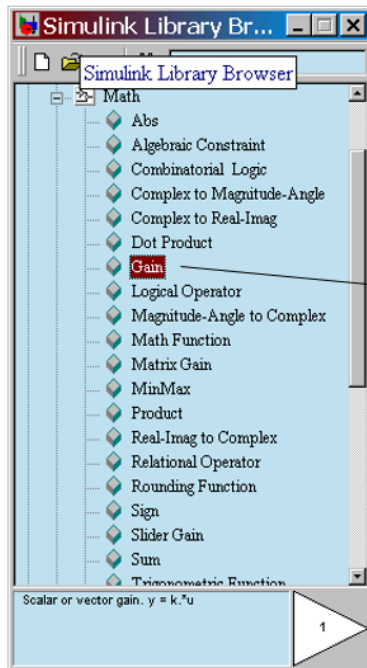 Simulink Library Br...
Simulink Library Browser
Math
Abs
Algebraic Constraint
Combinatorial Logic
Complex to Magnitude-Angle
Complex to Real-Imag
Dot Product
Gain
Logical Operator
Magnitude-Angle to Complex
Math Function
Matrix Gain
MinMax
Product
Real-Imag to Complex
Relational Operator
Rounding Function
Sign
Slider Gain
Sum
Trigonometric Function
Scalar or vector gain. y = k.*u
1